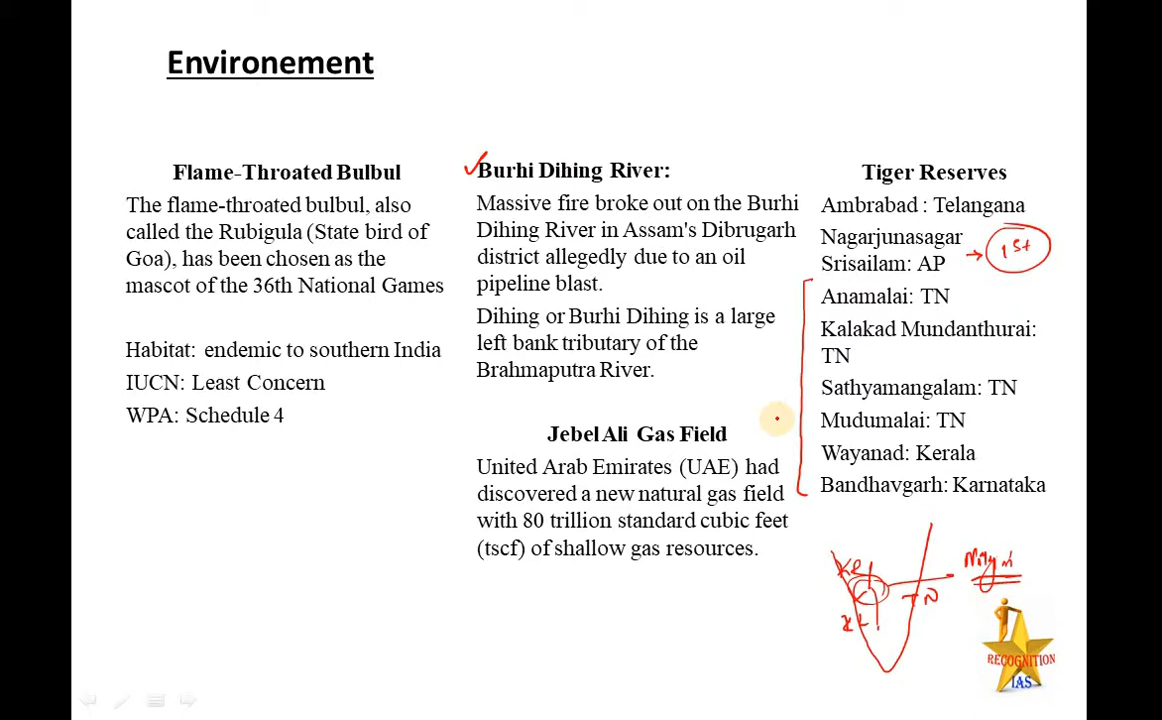 Environement
Flame-Throated Bulbul
The flame-throated bulbul, also
called the Rubigula (State bird of
Goa), has been chosen as the
mascot of the 36th National Games
Habitat: endemic to southern India
IUCN: Least Concern
WPA: Schedule 4
Burhi Dihing River:
Massive fire broke out on the Burhi
Dihing River in Assam's Dibrugarh
district allegedly due to an oil
pipeline blast.
Dihing or Burhi Dihing is a large
left bank tributary of the
Brahmaputra River.
Jebel Ali Gas Field
United Arab Emirates (UAE) had
discovered a new natural gas field
with 80 trillion standard cubic feet
(tscf) of shallow gas resources.
Tiger Reserves
Ambrabad : Telangana
Nagarjunasagar
Srisailam: AP
1st
Anamalai: TN
Kalakad Mundanthurai:
TN
Sathyamangalam: TN
Mudumalai: TN
Wayanad: Kerala
Bandhavgarh: Karnataka
TN
RECOGNITION
IAS